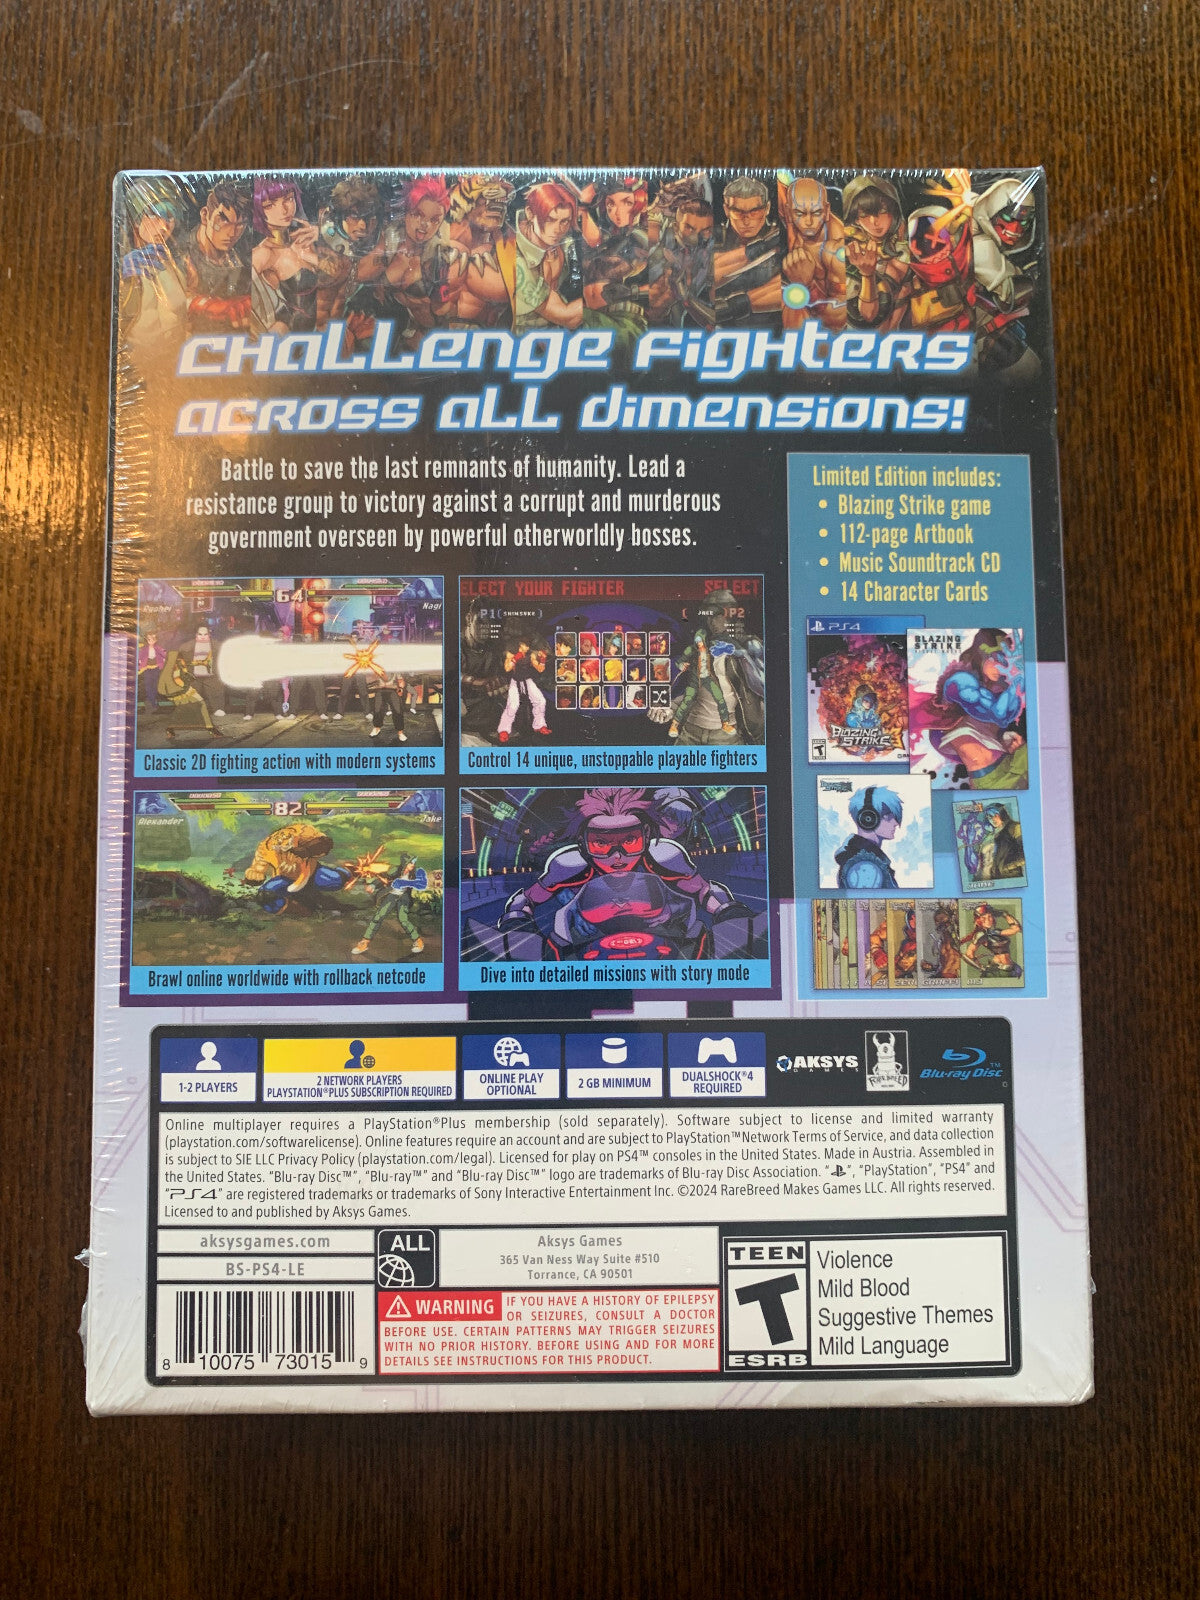 CHALLENGE FIGHTERS
ACROSS ALL DIMENSIONS!
Battle to save the last remnants of humanity. Lead a
resistance group to victory against a corrupt and murderous
government overseen by powerful otherworldly bosses.
Limited Edition includes:
• Blazing Strike game
• 112-page Artbook
• Music Soundtrack CD
• 14 Character Cards
64
Ryohei
Nagi
Classic 2D fighting action with modern systems
ELECT YOUR FIGHTER
SELECT
P1(SHINSUKE)
( JAKE )P2
Control 14 unique, unstoppable playable fighters
82
Alexander
Jake
Brawl online worldwide with rollback netcode
Dive into detailed missions with story mode
PS4
BLAZING STRIKE
TEEN
T
BLAZING
STRIKE
1-2 PLAYERS
2 NETWORK PLAYERS
PLAYSTATION®PLUS SUBSCRIPTION REQUIRED
ONLINE PLAY
OPTIONAL
2 GB MINIMUM
DUALSHOCK®4
REQUIRED
AKSYS
GAMES
RAREBREED
Blu-ray Disc™
Online multiplayer requires a PlayStation®Plus membership (sold separately). Software subject to license and limited warranty
(playstation.com/softwarelicense). Online features require an account and are subject to PlayStation™Network Terms of Service, and data collection
is subject to SIE LLC Privacy Policy (playstation.com/legal). Licensed for play on PS4™ consoles in the United States. Made in Austria. Assembled in
the United States. “Blu-ray Disc™”, “Blu-ray™” and “Blu-ray Disc™” logo are trademarks of Blu-ray Disc Association. “ ”, “PlayStation”, “PS4” and
“PS4” are registered trademarks or trademarks of Sony Interactive Entertainment Inc. ©2024 RareBreed Makes Games LLC. All rights reserved.
Licensed to and published by Aksys Games.
aksysgames.com
BS-PS4-LE
ALL
Aksys Games
365 Van Ness Way Suite #510
Torrance, CA 90501
WARNING IF YOU HAVE A HISTORY OF EPILEPSY
OR SEIZURES, CONSULT A DOCTOR
BEFORE USE. CERTAIN PATTERNS MAY TRIGGER SEIZURES
WITH NO PRIOR HISTORY. BEFORE USING AND FOR MORE
DETAILS SEE INSTRUCTIONS FOR THIS PRODUCT.
TEEN
T
ESRB
Violence
Mild Blood
Suggestive Themes
Mild Language
8 10075 73015 9